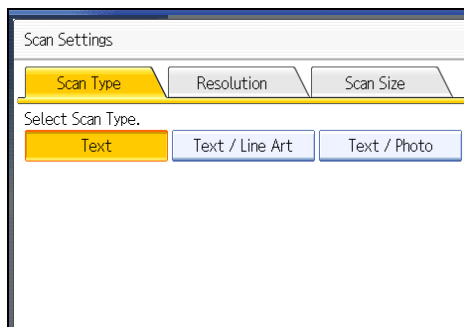 Scan Settings
Scan Type Resolution Scan Size
Select Scan Type.
Text Text / Line Art Text / Photo